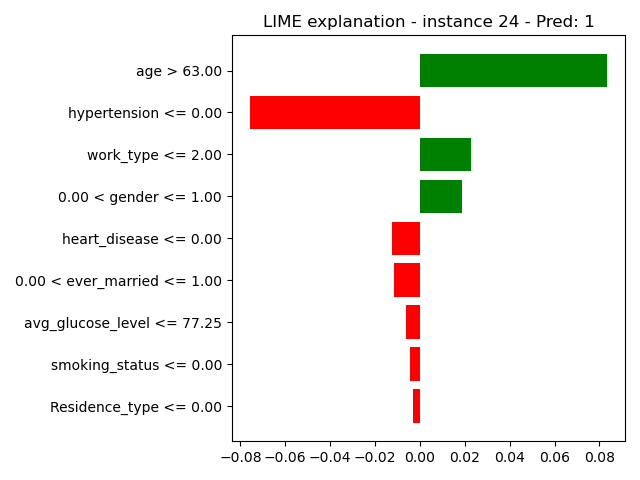 LIME explanation - instance 24 - Pred: 1
age > 63.00
hypertension <= 0.00
work_type <= 2.00
0.00 < gender <= 1.00
heart_disease <= 0.00
0.00 < ever_married <= 1.00
avg_glucose_level <= 77.25
smoking_status <= 0.00
Residence_type <= 0.00
−0.08 −0.06 −0.04 −0.02 0.00 0.02 0.04 0.06 0.08